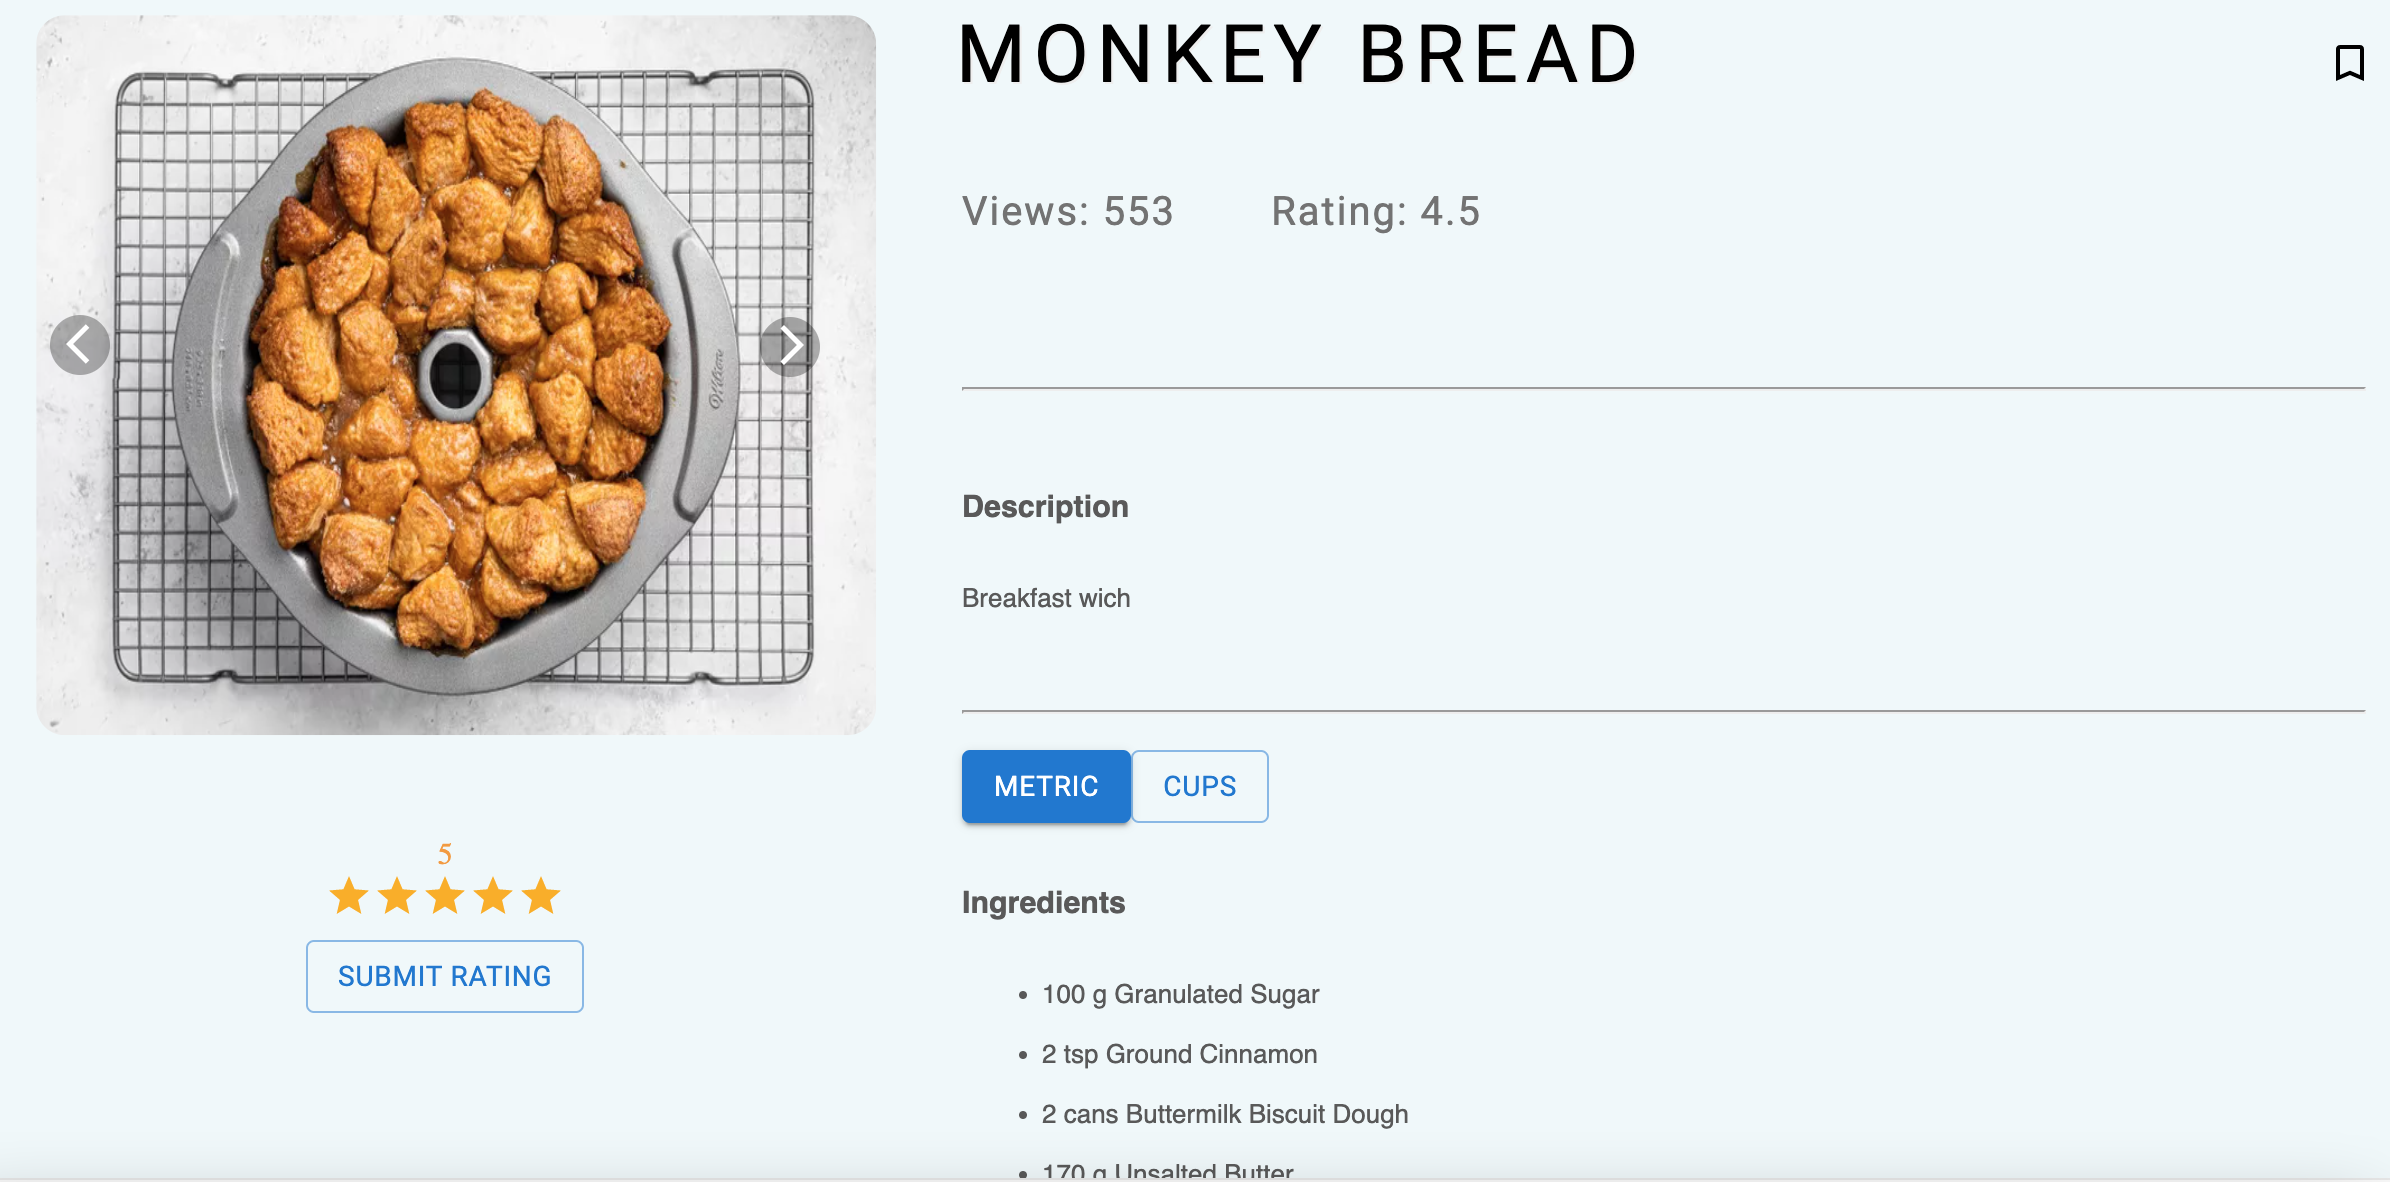 MONKEY BREAD
Views: 553 Rating: 4.5
Description
Breakfast wich
METRIC CUPS
5
SUBMIT RATING
Ingredients
• 100 g Granulated Sugar
• 2 tsp Ground Cinnamon
• 2 cans Buttermilk Biscuit Dough
• 170 g Unsalted Butter
Wilton